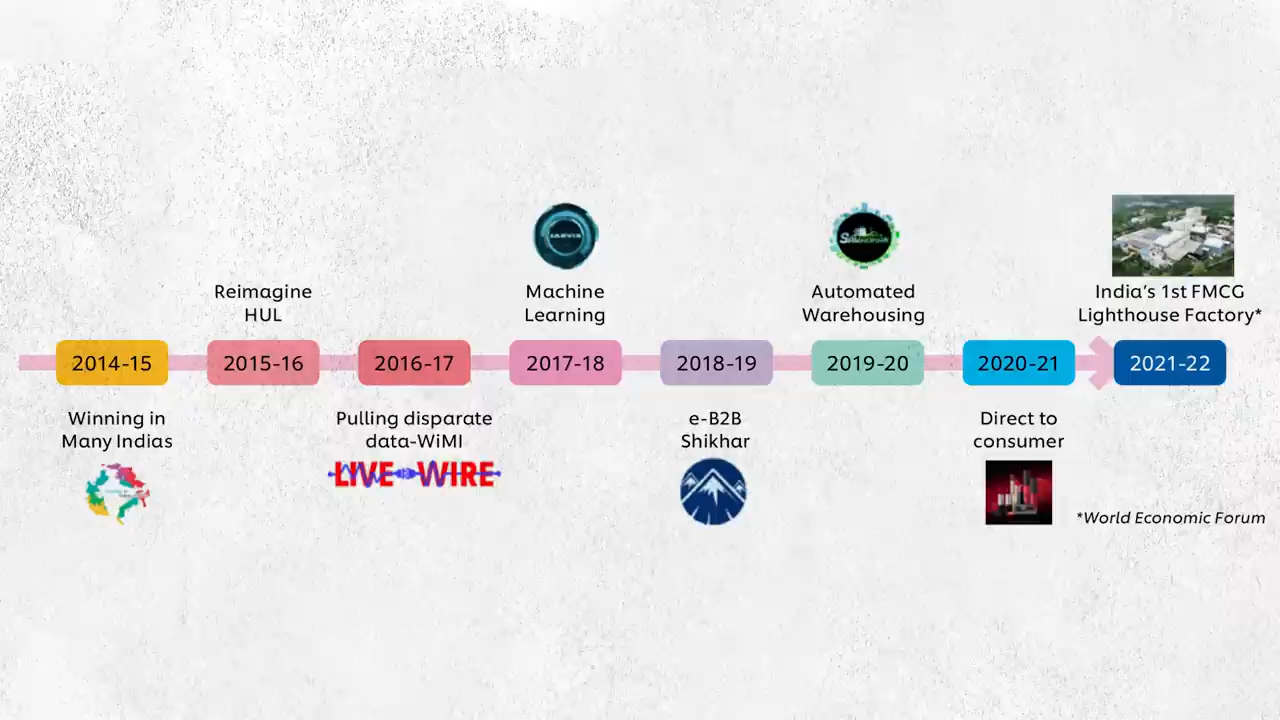 Reimagine
HUL
JARVIS
Machine
Learning
Automated
Warehousing
India's 1st FMCG
Lighthouse Factory*
2014-15
2015-16
2016-17
2017-18
2018-19
2019-20
2020-21
2021-22
Winning in
Many Indias
Pulling disparate
data-WiMI
LIVE WIRE
e-B2B
Shikhar
Direct to
consumer
*World Economic Forum